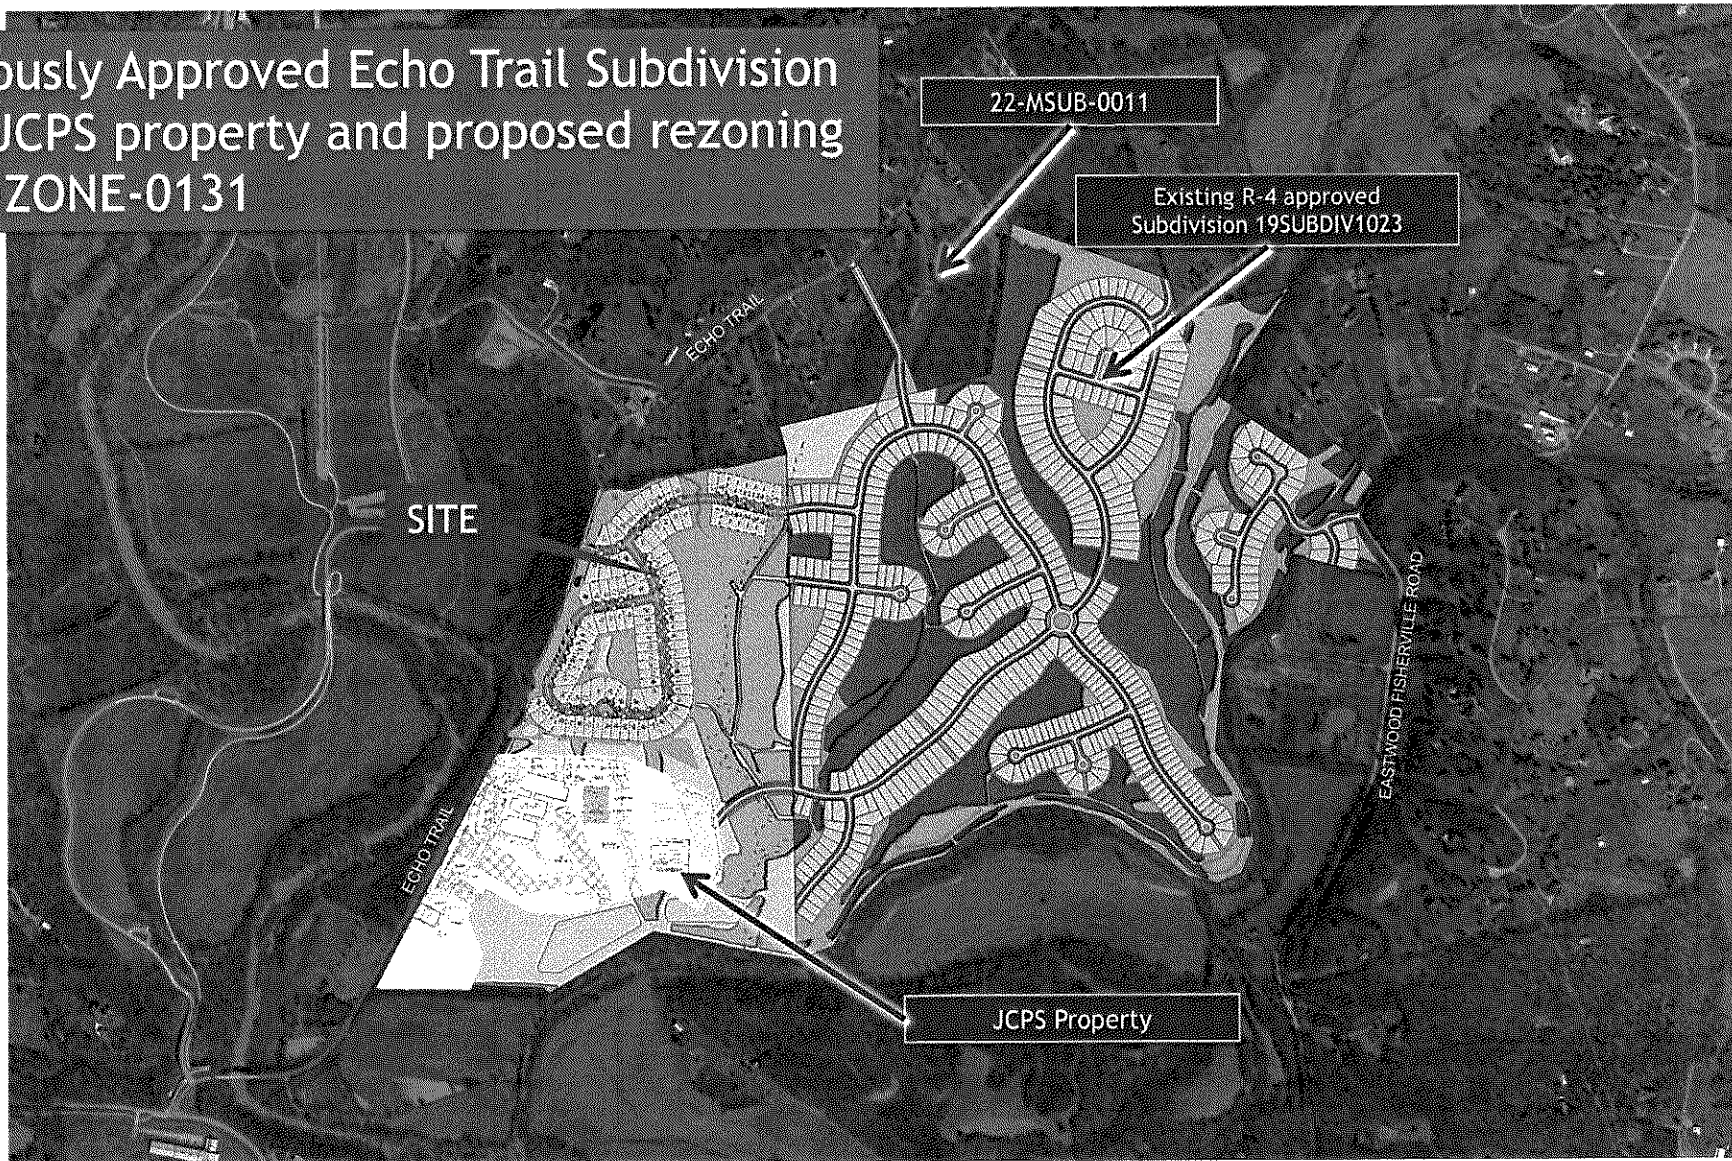 ously Approved Echo Trail Subdivision
JCPS property and proposed rezoning
ZONE-0131
22-MSUB-0011
Existing R-4 approved
Subdivision 19SUBDIV1023
ECHO TRAIL
SITE
EASTWOOD FISHERVILLE ROAD
ECHO TRAIL
JCPS Property